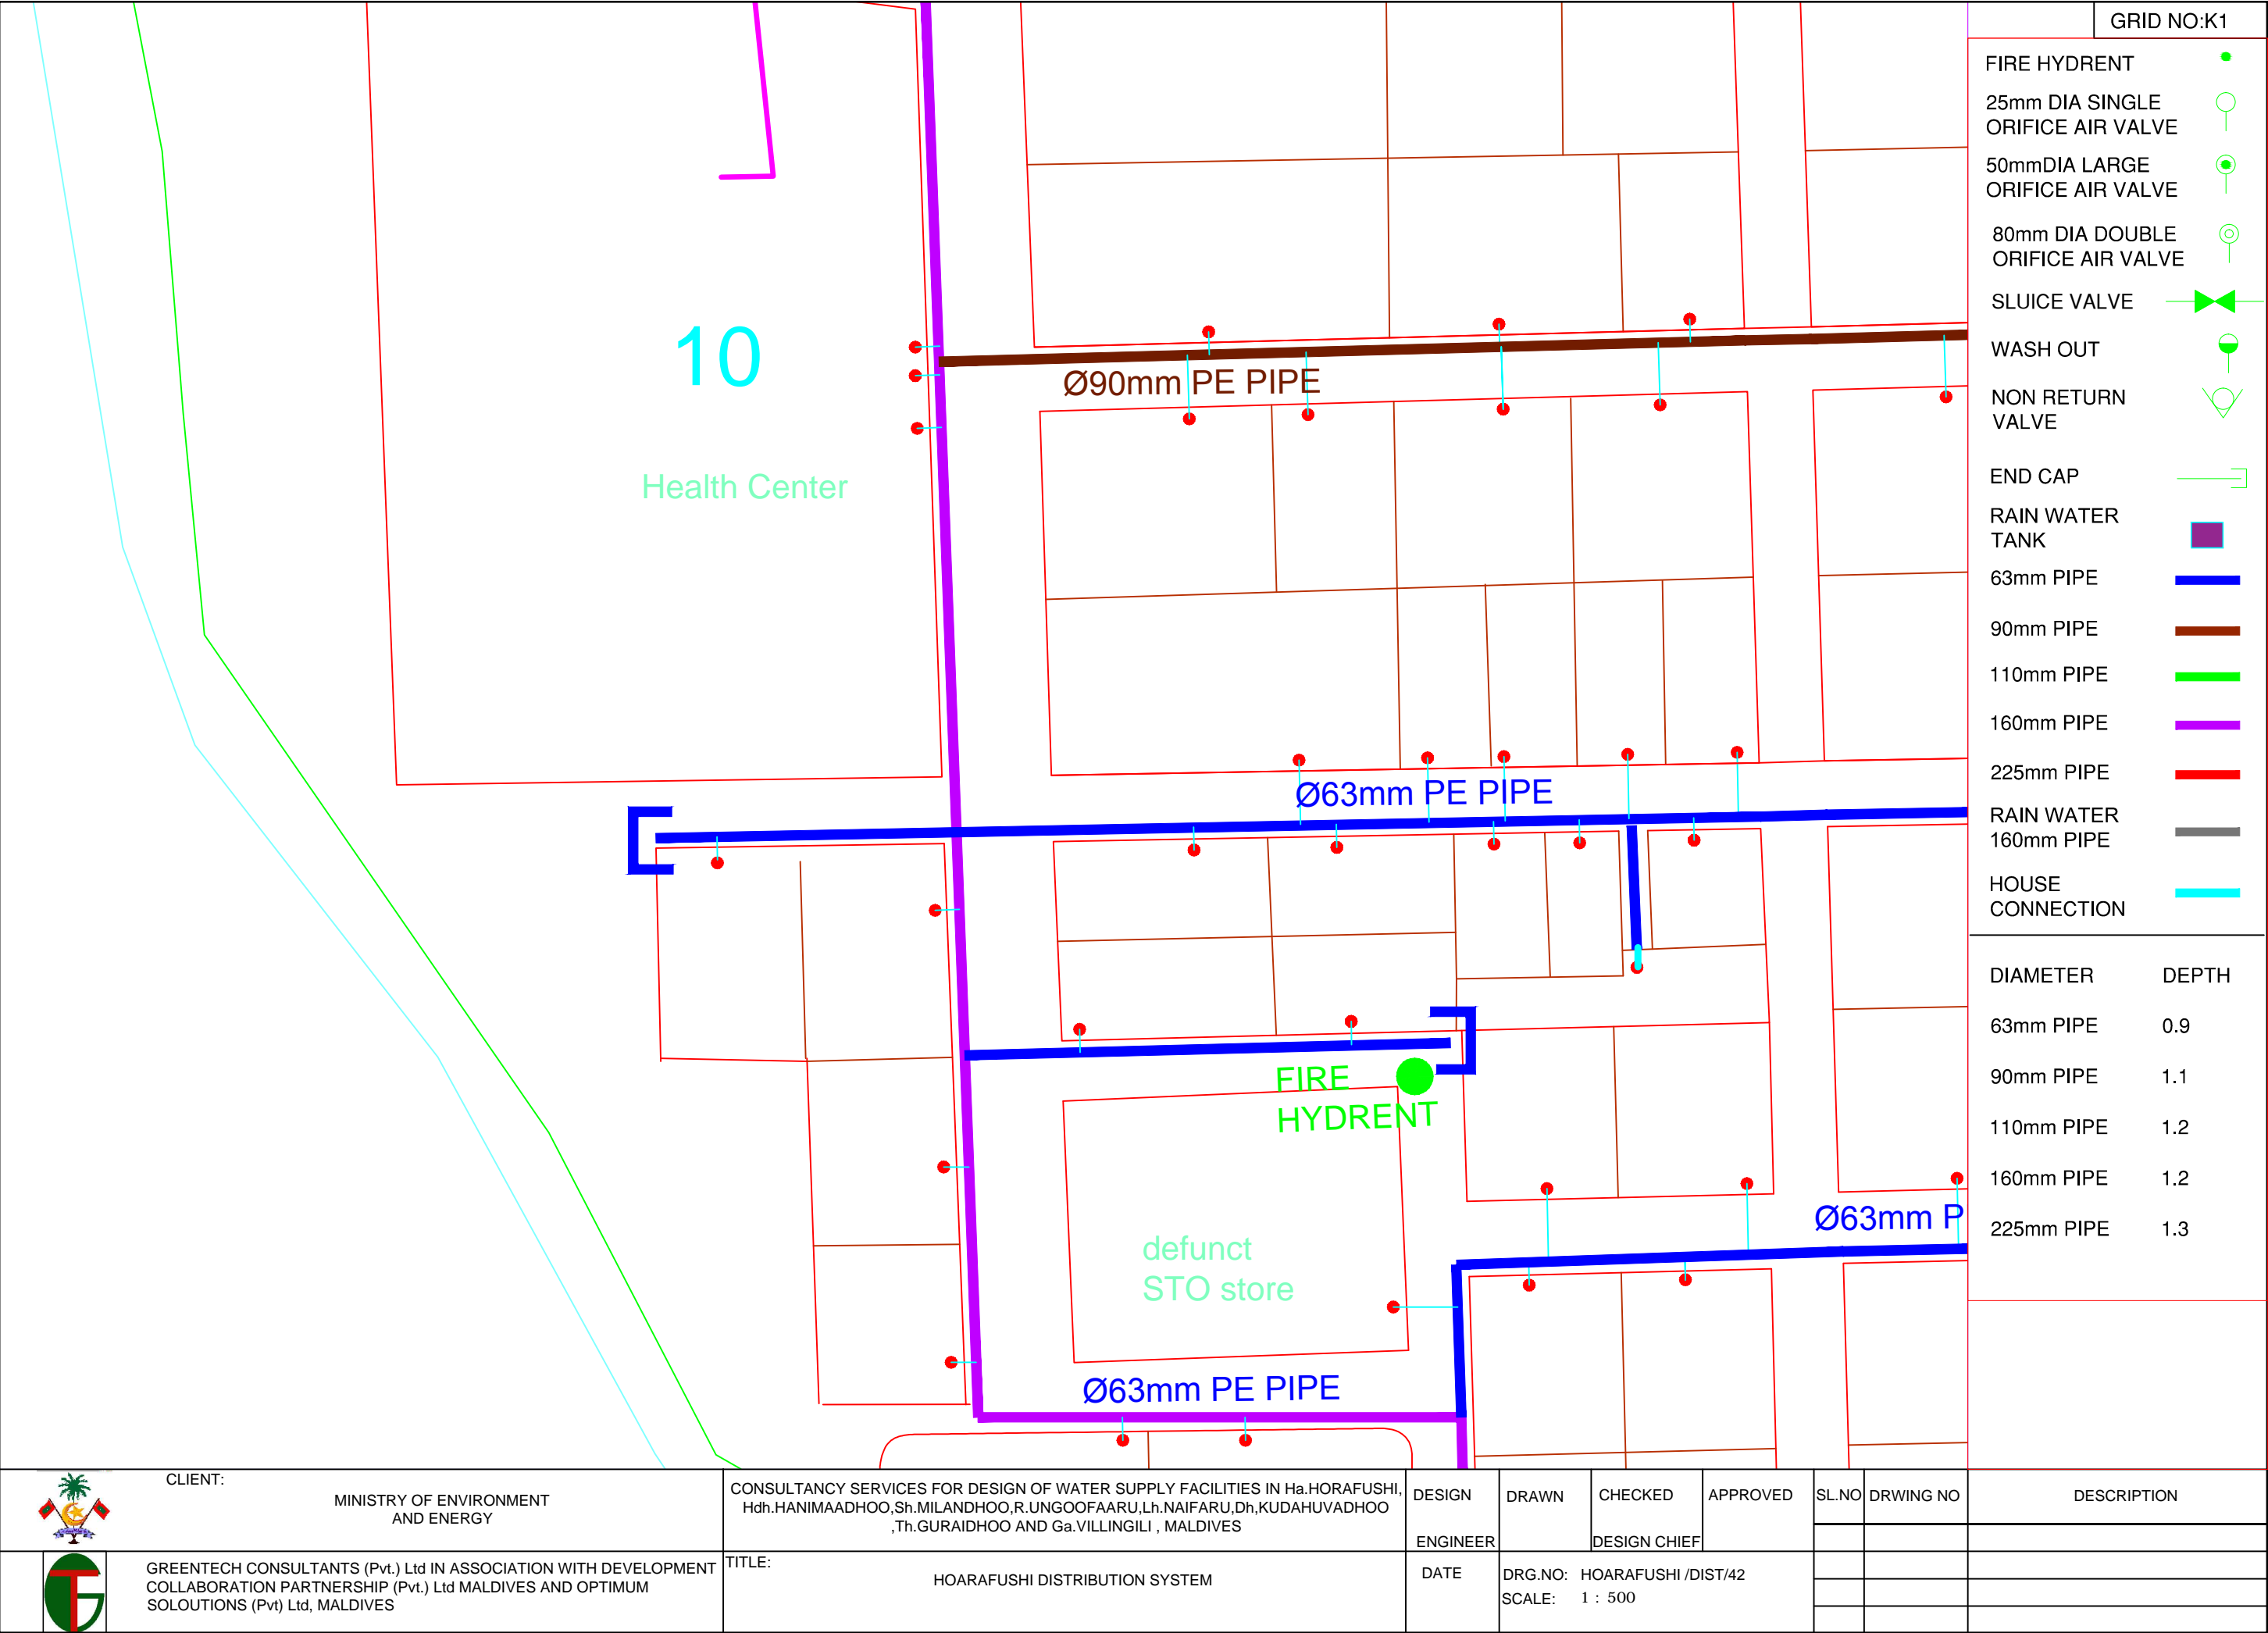 GRID NO:K1
FIRE HYDRENT
25mm DIA SINGLE
ORIFICE AIR VALVE
50mmDIA LARGE
ORIFICE AIR VALVE
80mm DIA DOUBLE
ORIFICE AIR VALVE
SLUICE VALVE
WASH OUT
NON RETURN
VALVE
END CAP
RAIN WATER
TANK
63mm PIPE
90mm PIPE
110mm PIPE
160mm PIPE
225mm PIPE
RAIN WATER
160mm PIPE
HOUSE
CONNECTION
DIAMETER DEPTH
63mm PIPE 0.9
90mm PIPE 1.1
110mm PIPE 1.2
160mm PIPE 1.2
225mm PIPE 1.3
10
Health Center
Ø90mm PE PIPE
Ø63mm PE PIPE
FIRE
HYDRENT
defunct
STO store
Ø63mm P
Ø63mm PE PIPE
CLIENT:
MINISTRY OF ENVIRONMENT
AND ENERGY
GREENTECH CONSULTANTS (Pvt.) Ltd IN ASSOCIATION WITH DEVELOPMENT
COLLABORATION PARTNERSHIP (Pvt.) Ltd MALDIVES AND OPTIMUM
SOLOUTIONS (Pvt) Ltd, MALDIVES
CONSULTANCY SERVICES FOR DESIGN OF WATER SUPPLY FACILITIES IN Ha.HORAFUSHI,
Hdh.HANIMAADHOO,Sh.MILANDHOO,R.UNGOOFAARU,Lh.NAIFARU,Dh,KUDAHUVADHOO
,Th.GURAIDHOO AND Ga.VILLINGILI , MALDIVES
TITLE:
HOARAFUSHI DISTRIBUTION SYSTEM
DESIGN
ENGINEER
DRAWN
CHECKED
DESIGN CHIEF
APPROVED
SL.NO
DRWING NO
DESCRIPTION
DATE
DRG.NO: HOARAFUSHI /DIST/42
SCALE: 1 : 500